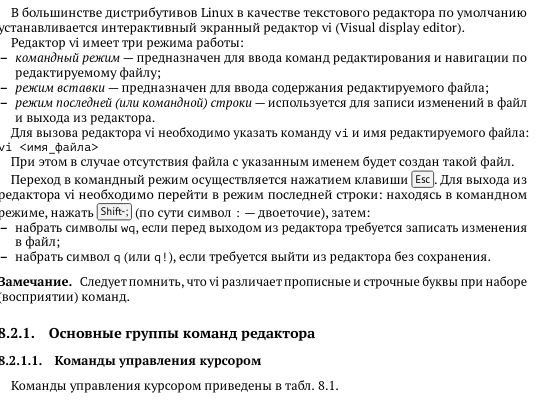 В большинстве дистрибутивов Linux в качестве текстового редактора по умолчанию
устанавливается интерактивный экранный редактор vi (Visual display editor).
Редактор vi имеет три режима работы:
– командный режим — предназначен для ввода команд редактирования и навигации по
редактируемому файлу;
– режим вставки — предназначен для ввода содержания редактируемого файла;
– режим последней (или командной) строки — используется для записи изменений в файл
и выхода из редактора.
Для вызова редактора vi необходимо указать команду vi и имя редактируемого файла:
vi <имя_файла>
При этом в случае отсутствия файла с указанным именем будет создан такой файл.
Переход в командный режим осуществляется нажатием клавиши Esc. Для выхода из
редактора vi необходимо перейти в режим последней строки: находясь в командном
режиме, нажать Shift-; (по сути символ : — двоеточие), затем:
– набрать символы wq, если перед выходом из редактора требуется записать изменения
в файл;
– набрать символ q (или q!), если требуется выйти из редактора без сохранения.
Замечание. Следует помнить, что vi различает прописные и строчные буквы при наборе
(восприятии) команд.
8.2.1. Основные группы команд редактора
8.2.1.1. Команды управления курсором
Команды управления курсором приведены в табл. 8.1.